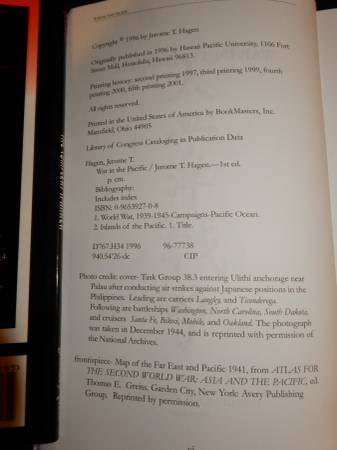 Copyright © 1996 by Jerome T. Hagen
Originally published in 1996 by Hawaii Pacific University, 1166 Fort
Street Mall, Honolulu, Hawaii 96813.
Printing history: second printing 1997, third printing 1999, fourth
printing 2000, fifth printing 2001.
All rights reserved.
Printed in the United States of America by BookMasters, Inc.
Mansfield, Ohio 44905
Library of Congress Cataloging in Publication Data
Hagen, Jerome T.
War in the Pacific / Jerome T. Hagen.—1st ed.
p. cm.
Bibliography:
Includes index
ISBN: 0-9653927-0-8
1. World War, 1939-1945-Campaigns-Pacific Ocean.
2. Islands of the Pacific. 1. Title.
D767.H34 1996 96-77738
940.54'26-dc CIP
Photo credit: cover- Task Group 38.3 entering Ulithi anchorage near
Palau after conducting air strikes against Japanese positions in the
Philippines. Leading are carriers Langley, and Ticonderoga.
Following are battleships Washington, North Carolina, South Dakota,
and cruisers Santa Fe, Biloxi, Mobile, and Oakland. The photograph
was taken in December 1944, and is reprinted with permission of
the National Archives.
frontispiece- Map of the Far East and Pacific 1941, from ATLAS FOR
THE SECOND WORLD WAR: ASIA AND THE PACIFIC, ed.
Thomas E. Greiss. Garden City, New York: Avery Publishing
Group. Reprinted by permission.